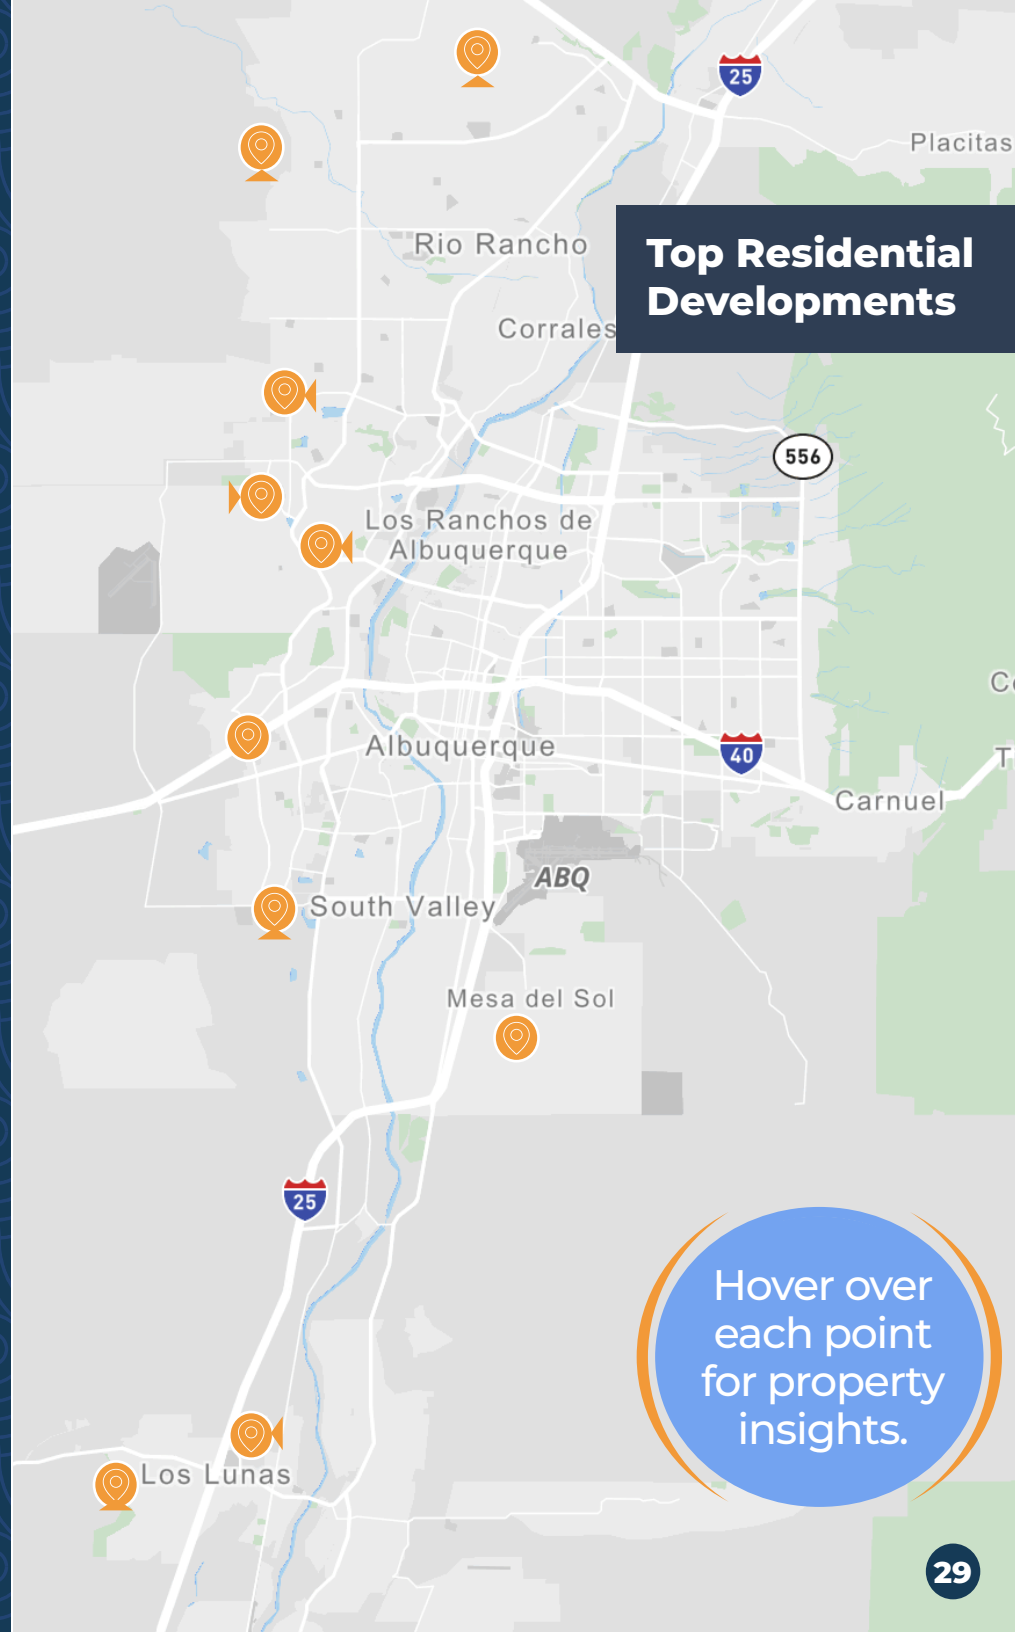 25
Placitas
Top Residential
Developments
Rio Rancho
Corrales
556
Los Ranchos de
Albuquerque
Albuquerque
40
Carnuel
ABQ
South Valley
Mesa del Sol
25
Hover over
each point
for property
insights.
Los Lunas
29